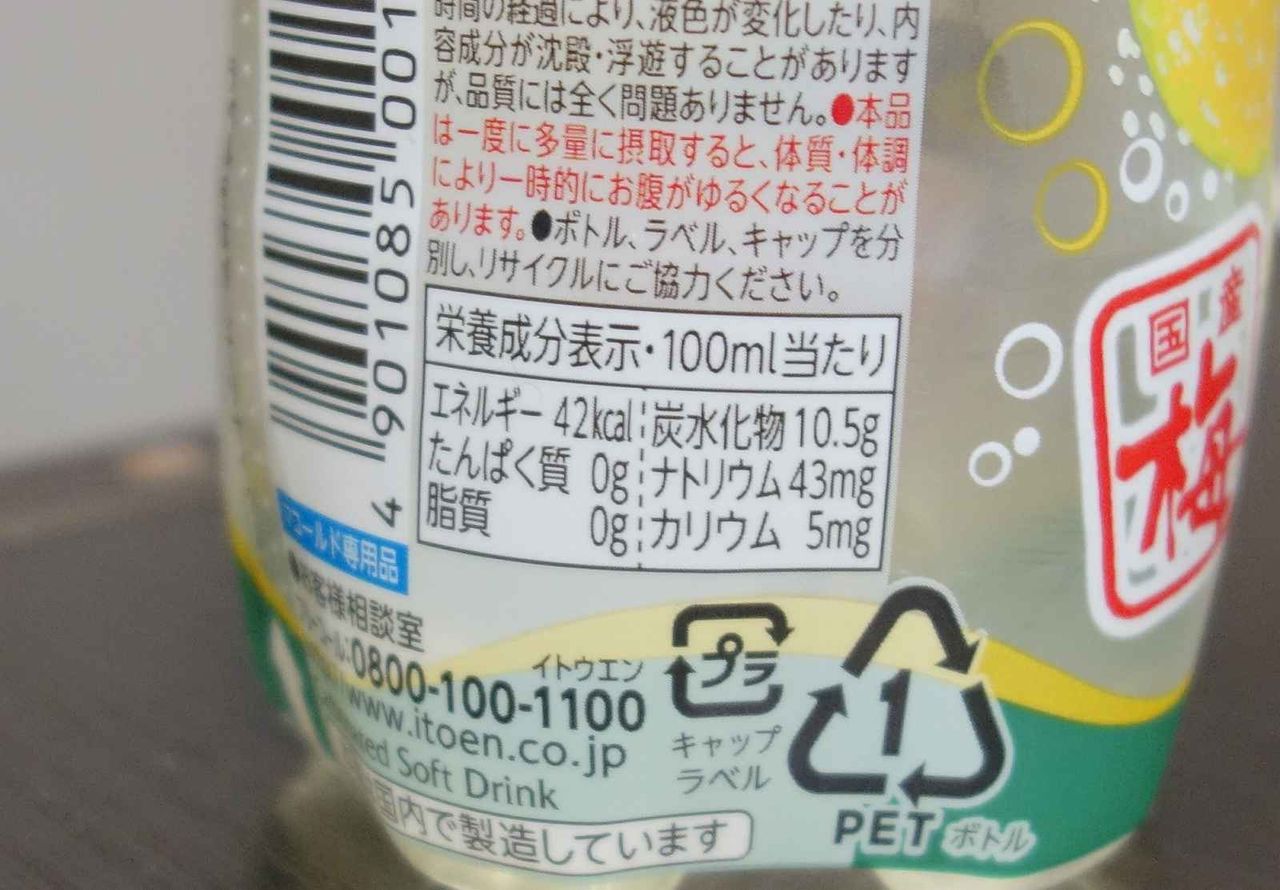 時間の経過により、液色が変化したり、内
容成分が沈殿・浮遊することがあります
が、品質には全く問題ありません。●本品
は一度に多量に摂取すると、体質・体調
により一時的にお腹がゆるくなることが
あります。●ボトル、ラベル、キャップを分
別し、リサイクルにご協力ください。
栄養成分表示・100ml当たり
エネルギー 42kcal 炭水化物 10.5g
たんぱく質 0g ナトリウム 43mg
脂質 0g カリウム 5mg
4 901085 001
コールド専用品
お客様相談室
イトウエン
0800-100-1100
www.itoen.co.jp
Soft Drink
国内で製造しています
プラ
キャップ
ラベル
1
PET ボトル
国産
梅